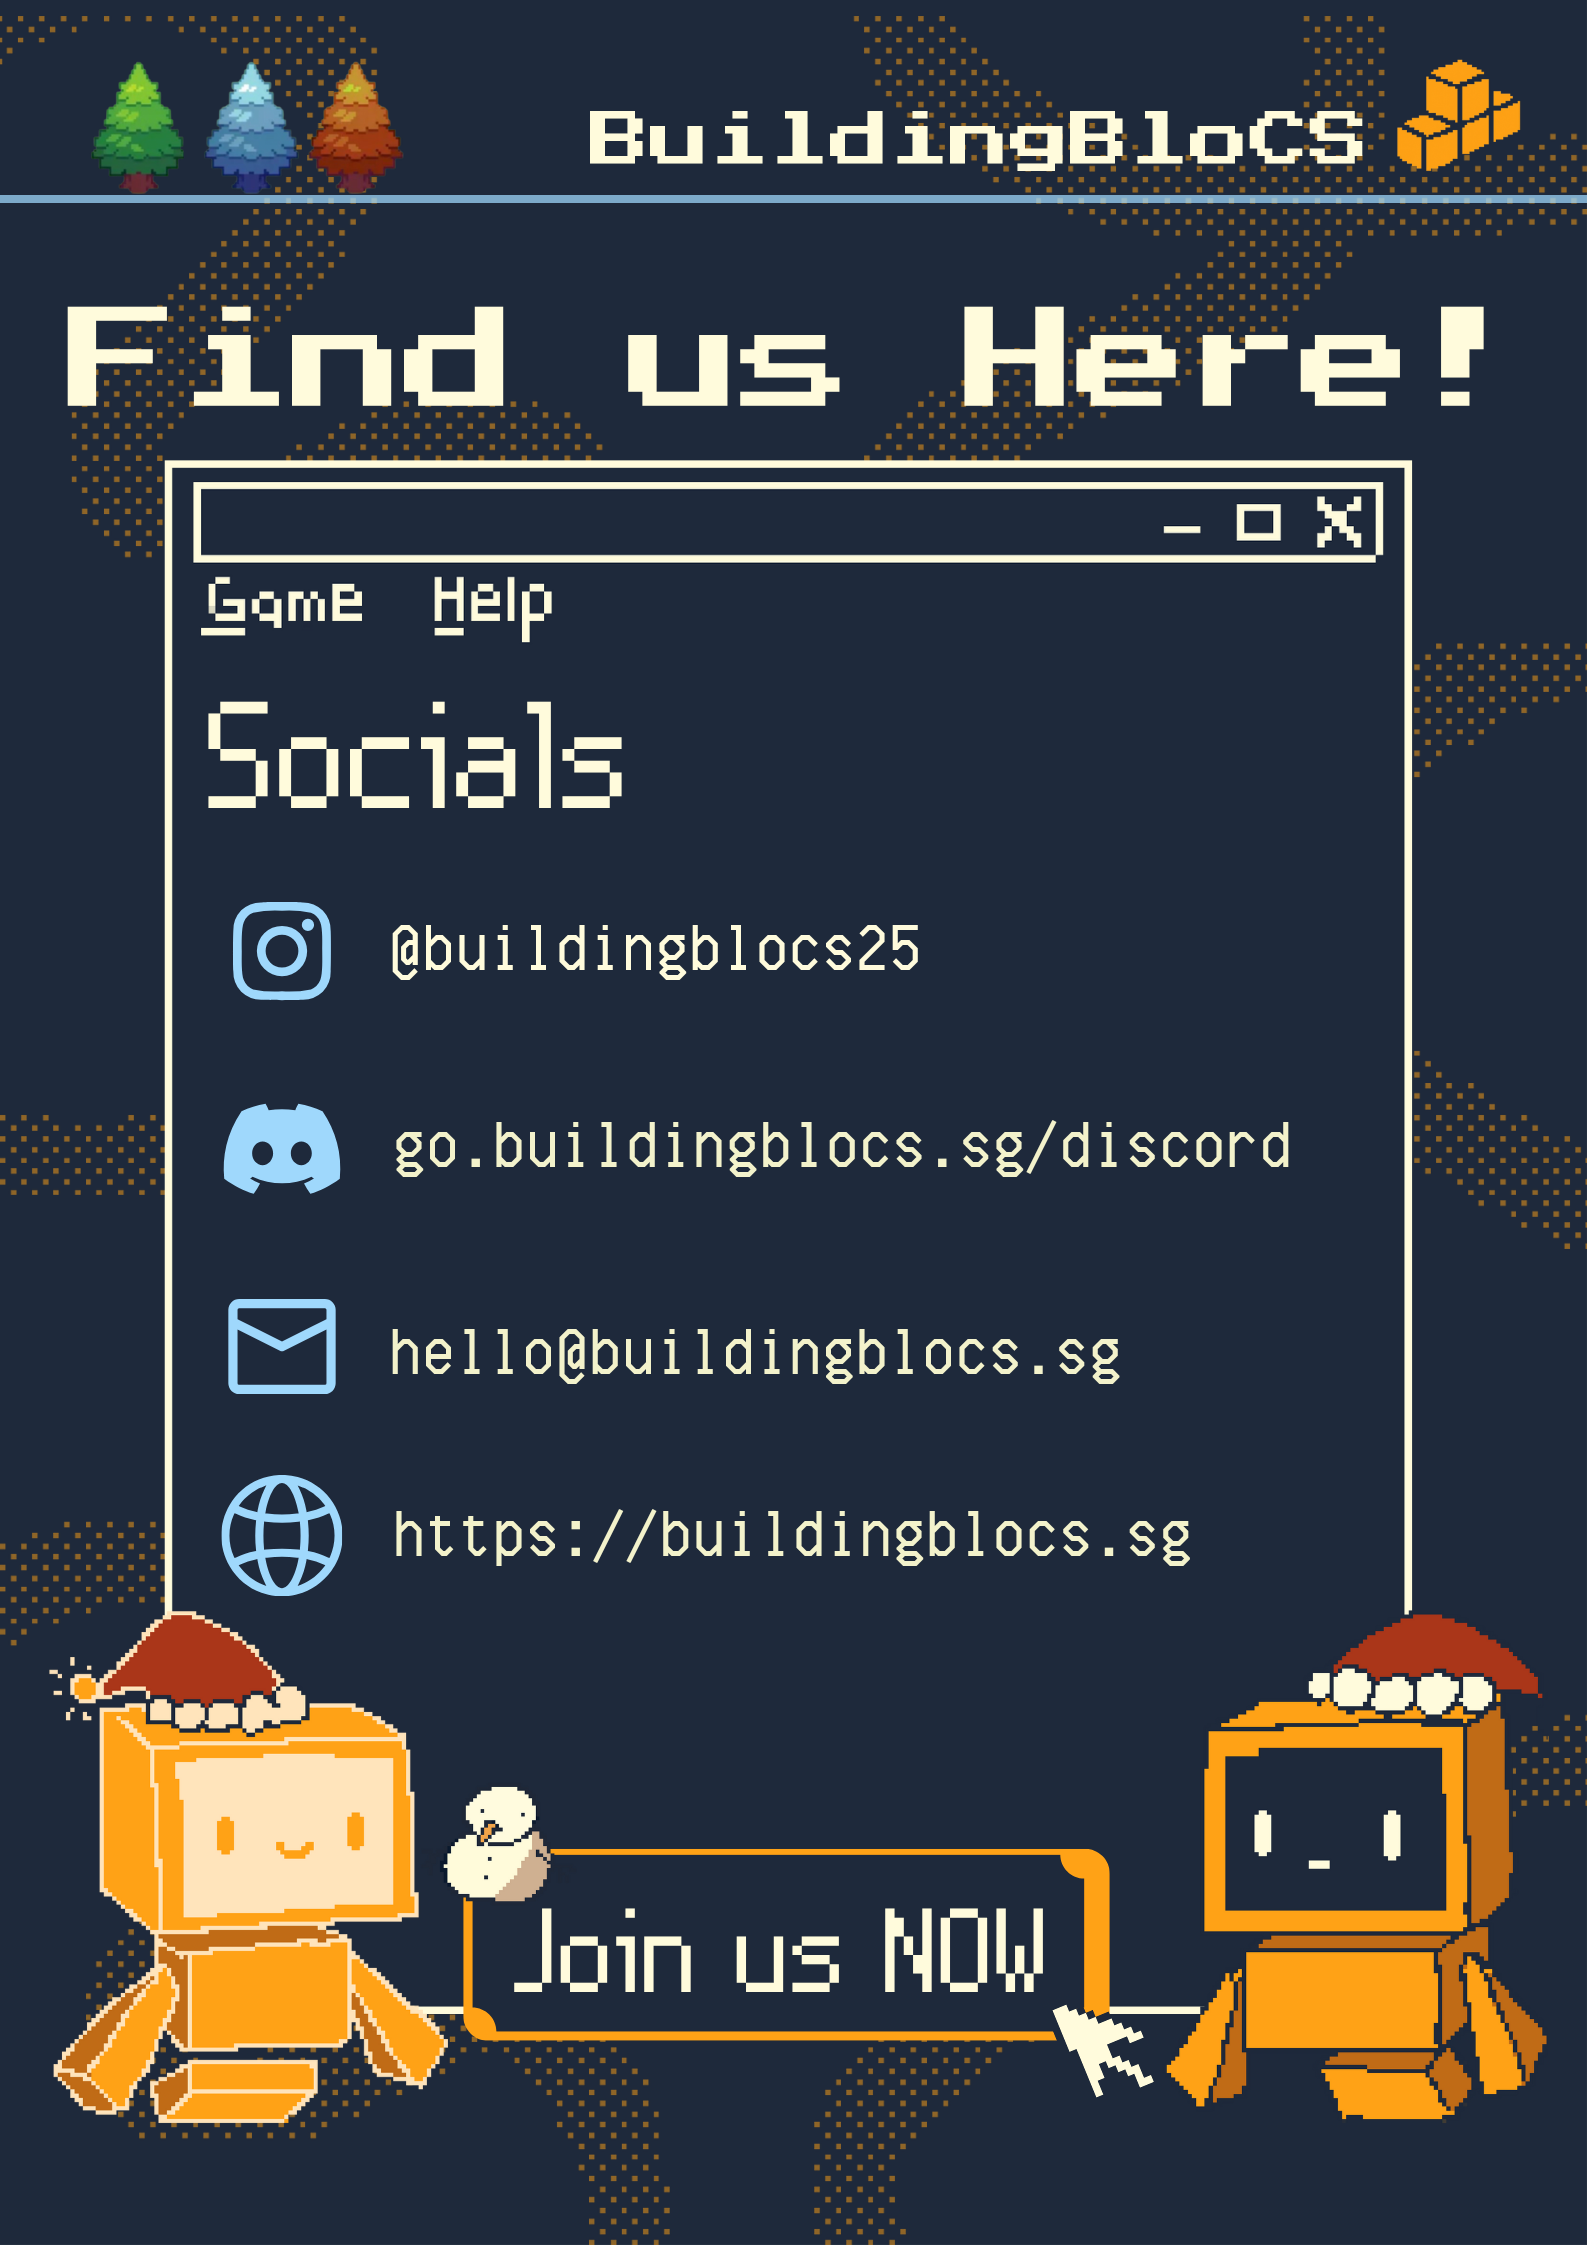 BuildingBloCS
Find us Here!
Game Help
Socials
@buildingblocs25
go.buildingblocs.sg/discord
hello@buildingblocs.sg
https://buildingblocs.sg
Join us NOW